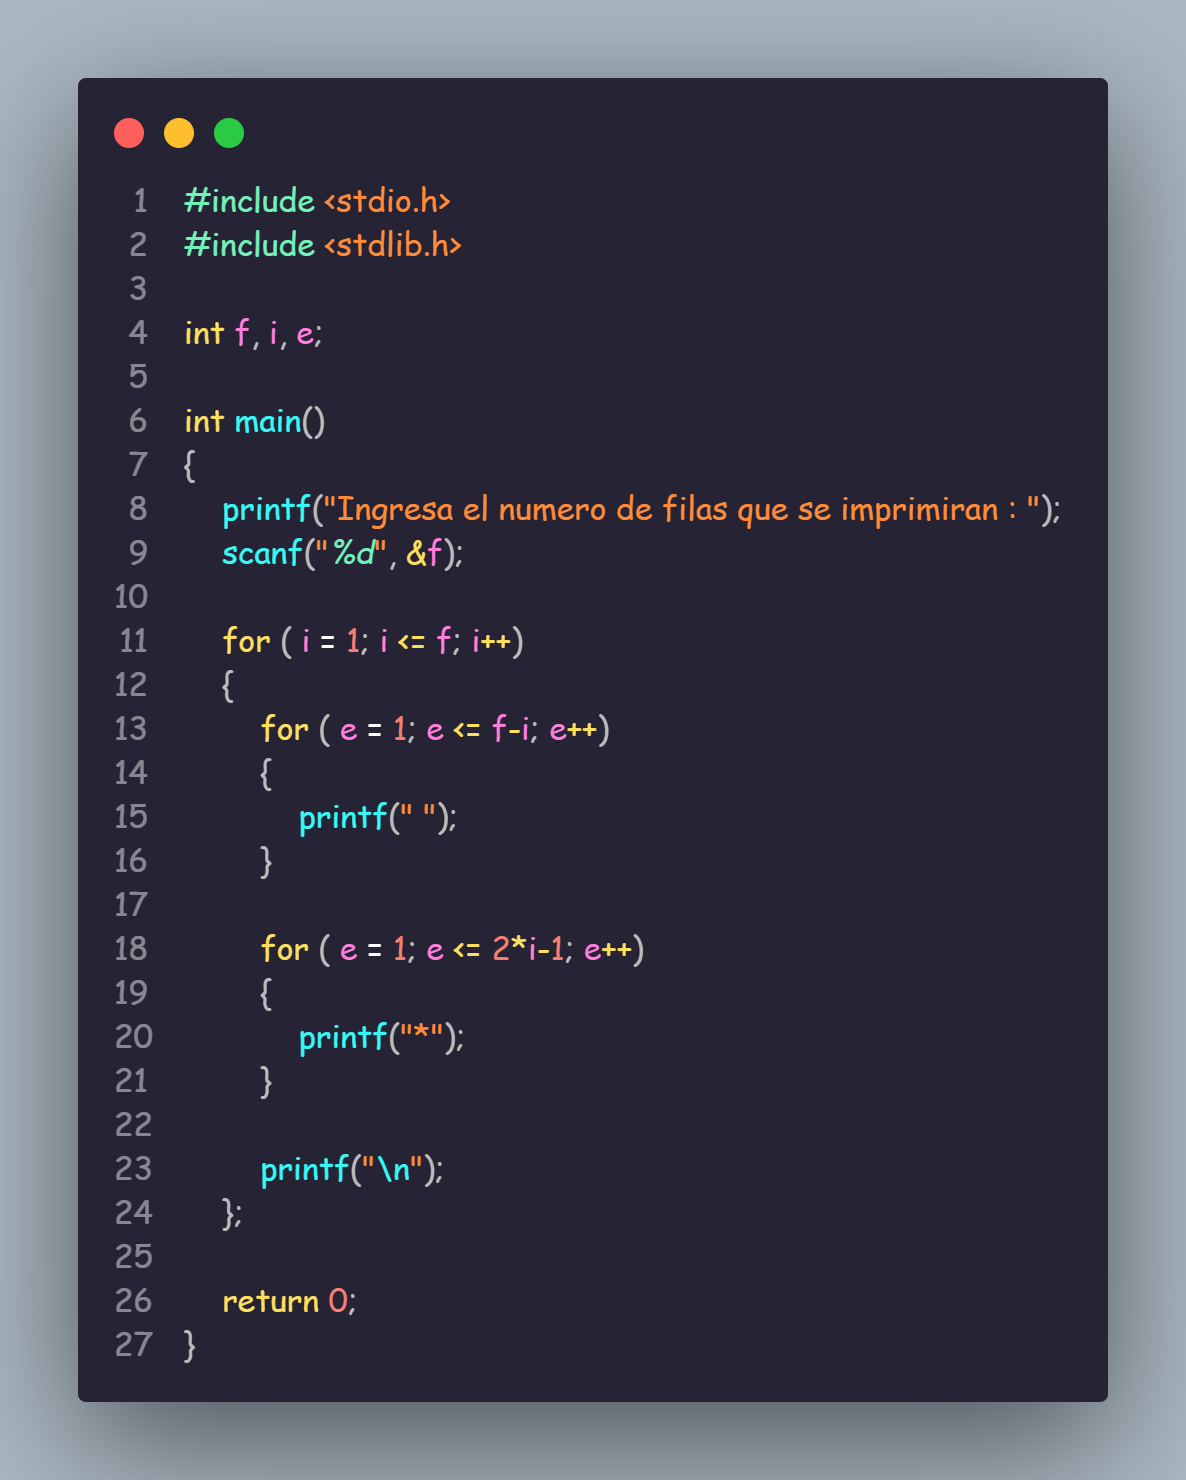 1 #include <stdio.h>
2 #include <stdlib.h>
3
4 int f, i, e;
5
6 int main()
7 {
8     printf("Ingresa el numero de filas que se imprimiran : ");
9     scanf("%d", &f);
10
11     for ( i = 1; i <= f; i++)
12     {
13         for ( e = 1; e <= f-i; e++)
14         {
15             printf(" ");
16         }
17
18         for ( e = 1; e <= 2*i-1; e++)
19         {
20             printf("*");
21         }
22
23         printf("\n");
24     };
25
26     return 0;
27 }